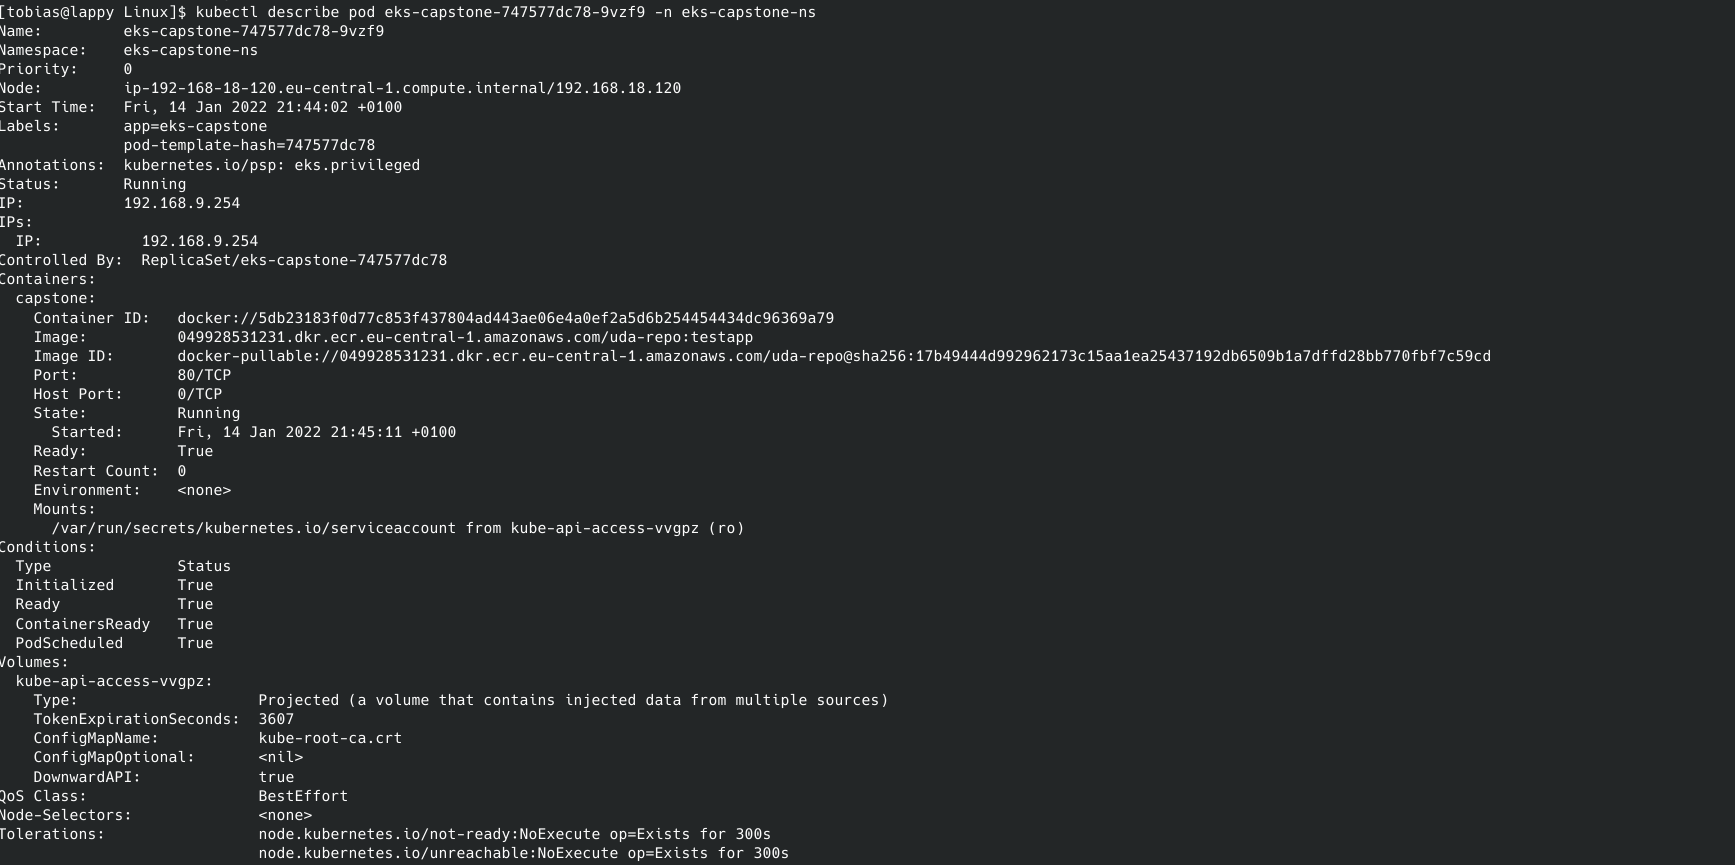 [tobias@lappy Linux]$ kubectl describe pod eks-capstone-747577dc78-9vzf9 -n eks-capstone-ns
Name:         eks-capstone-747577dc78-9vzf9
Namespace:    eks-capstone-ns
Priority:     0
Node:         ip-192-168-18-120.eu-central-1.compute.internal/192.168.18.120
Start Time:   Fri, 14 Jan 2022 21:44:02 +0100
Labels:       app=eks-capstone
              pod-template-hash=747577dc78
Annotations:  kubernetes.io/psp: eks.privileged
Status:       Running
IP:           192.168.9.254
IPs:
  IP:           192.168.9.254
Controlled By:  ReplicaSet/eks-capstone-747577dc78
Containers:
  capstone:
    Container ID:   docker://5db23183f0d77c853f437804ad443ae06e4a0ef2a5d6b254454434dc96369a79
    Image:          049928531231.dkr.ecr.eu-central-1.amazonaws.com/uda-repo:testapp
    Image ID:       docker-pullable://049928531231.dkr.ecr.eu-central-1.amazonaws.com/uda-repo@sha256:17b49444d992962173c15aa1ea25437192db6509b1a7dffd28bb770fbf7c59cd
    Port:           80/TCP
    Host Port:      0/TCP
    State:          Running
      Started:      Fri, 14 Jan 2022 21:45:11 +0100
    Ready:          True
    Restart Count:  0
    Environment:    <none>
    Mounts:
      /var/run/secrets/kubernetes.io/serviceaccount from kube-api-access-vvgpz (ro)
Conditions:
  Type              Status
  Initialized       True
  Ready             True
  ContainersReady   True
  PodScheduled      True
Volumes:
  kube-api-access-vvgpz:
    Type:                    Projected (a volume that contains injected data from multiple sources)
    TokenExpirationSeconds:  3607
    ConfigMapName:           kube-root-ca.crt
    ConfigMapOptional:       <nil>
    DownwardAPI:             true
QoS Class:                   BestEffort
Node-Selectors:              <none>
Tolerations:                 node.kubernetes.io/not-ready:NoExecute op=Exists for 300s
                             node.kubernetes.io/unreachable:NoExecute op=Exists for 300s